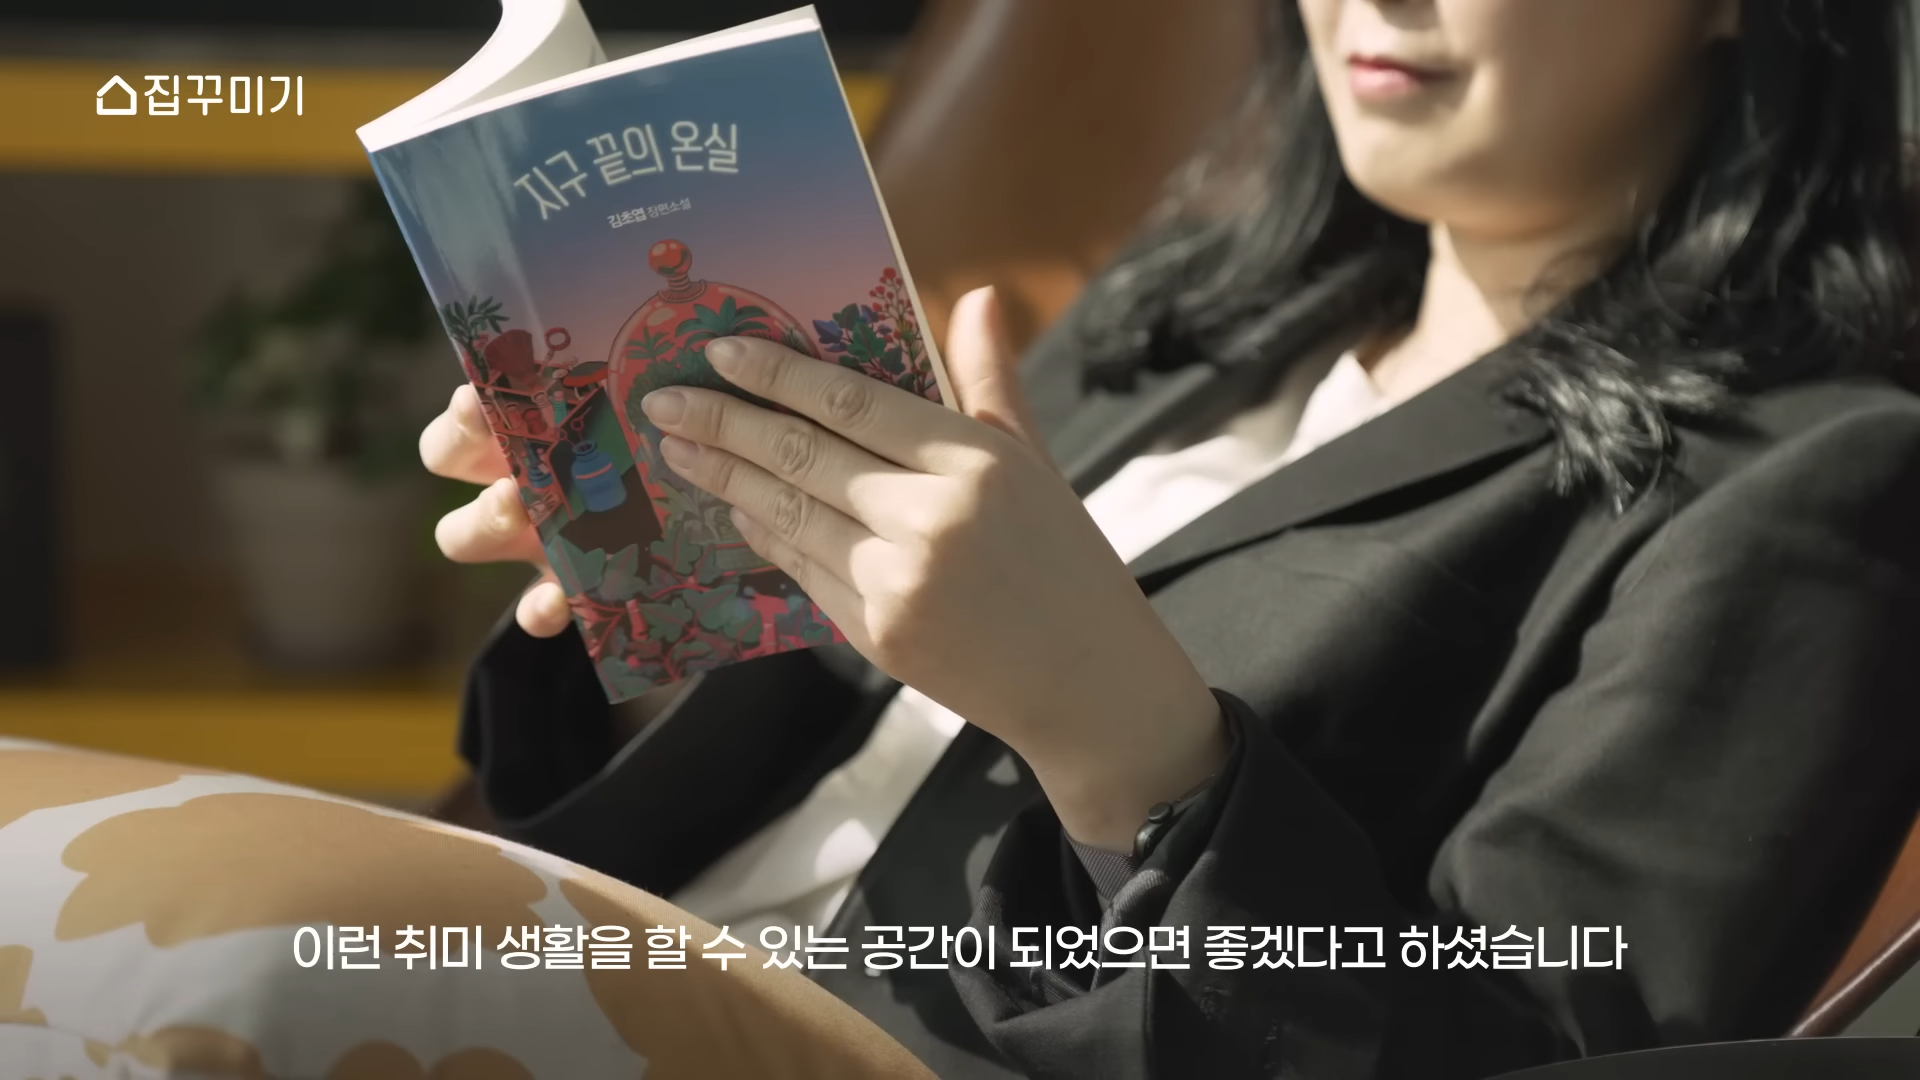 집꾸미기
지구 끝의 온실
김초엽 장편소설
이런 취미 생활을 할 수 있는 공간이 되었으면 좋겠다고 하셨습니다